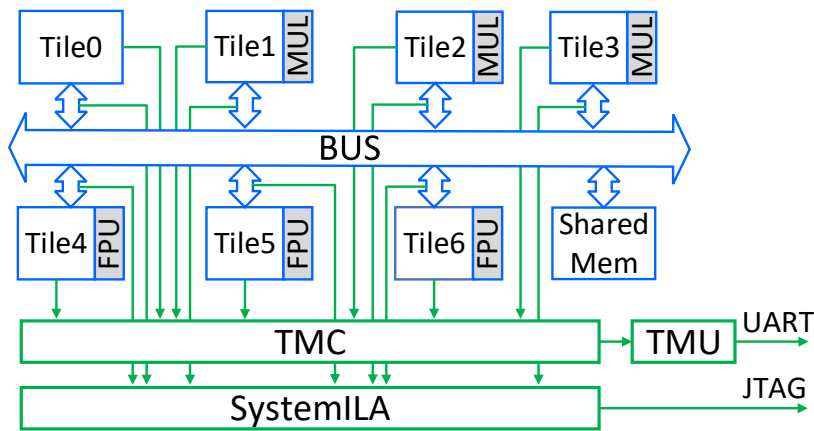 Tile0
Tile1
MUL
Tile2
MUL
Tile3
MUL
BUS
Tile4
FPU
Tile5
FPU
Tile6
FPU
Shared
Mem
TMC
TMU
UART
SystemILA
JTAG